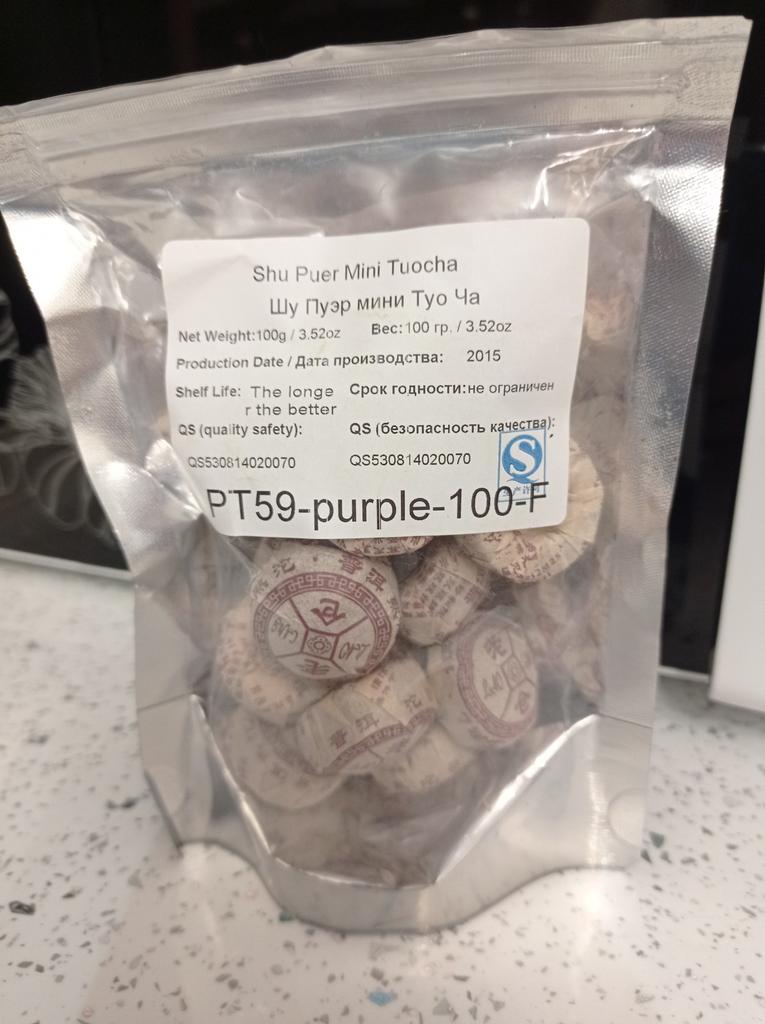 Shu Puer Mini Tuocha
Шу Пуэр мини Туо Ча
Net Weight:100g / 3.52oz Вес: 100 гр. / 3.52oz
Production Date / Дата производства: 2015
Shelf Life: The longe Срок годности:не ограничен
r the better
QS (quality safety): QS (безопасность качества):
QS530814020070 QS530814020070
PT59-purple-100-F
沱 · 普洱
普洱